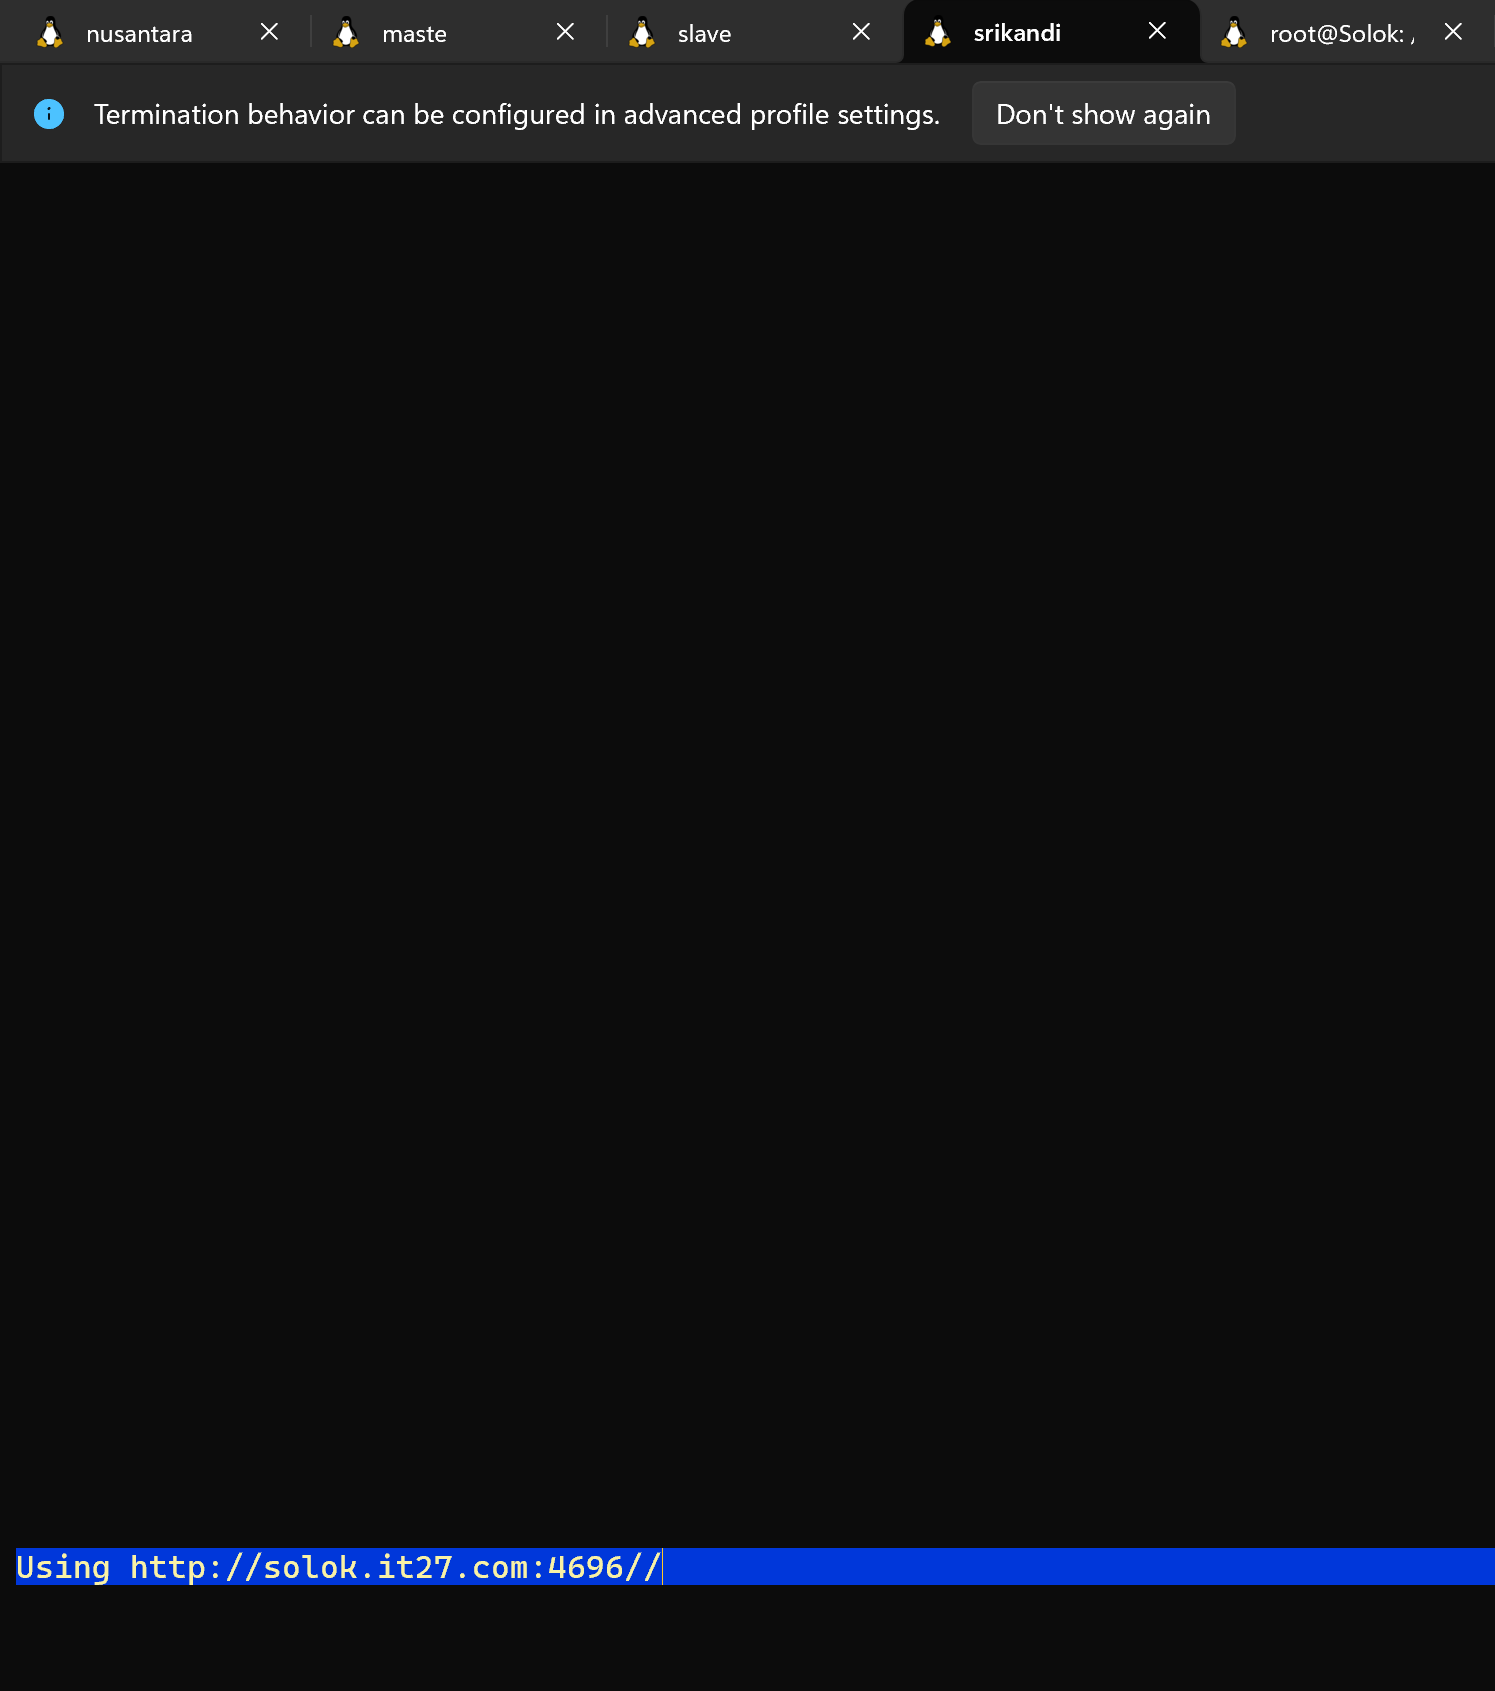 nusantara
maste
slave
srikandi
root@Solok: /
Termination behavior can be configured in advanced profile settings.
Don't show again
Using http://solok.it27.com:4696//